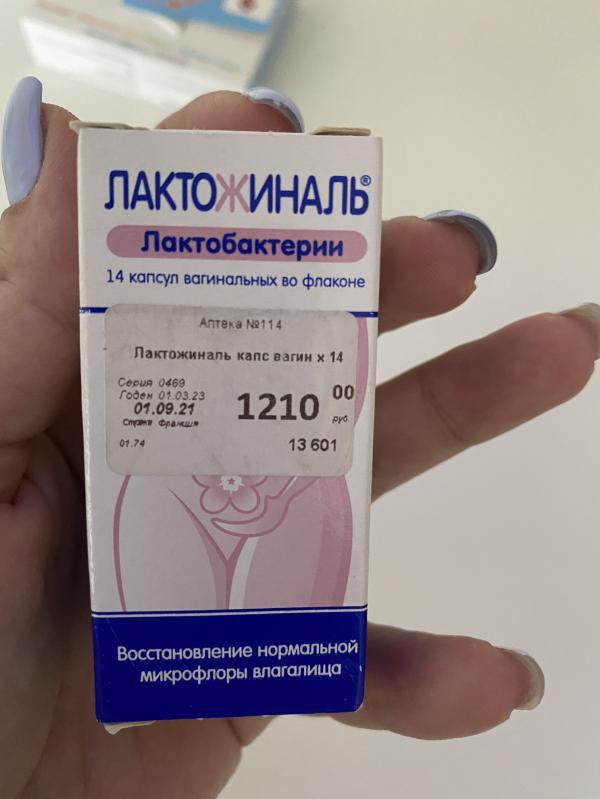 ЛАКТОЖИНАЛЬ®
Лактобактерии
14 капсул вагинальных во флаконе
Аптека №114
Лактожиналь капс вагин x 14
Серия 0469
Годен 01.03.23
01.09.21
1210 00
руб.
Страна Франция
01.74
13 601
Восстановление нормальной
микрофлоры влагалища